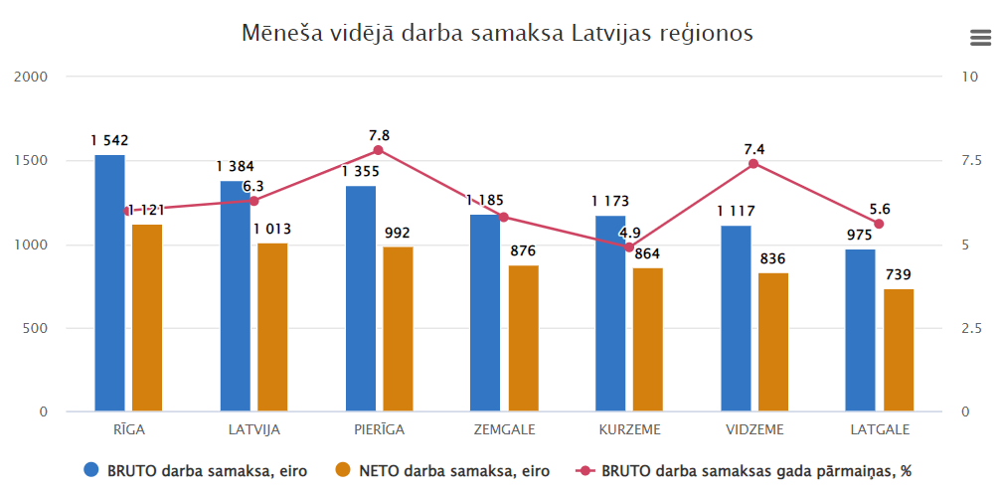 Mēneša vidējā darba samaksa Latvijas reģionos
2000
1500
1000
500
0
10
7.5
5
2.5
0
1 542
1 384
1 355
1 185
1 173
1 117
975
1 121
1 013
992
876
864
836
739
6.3
7.8
4.9
7.4
5.6
RĪGA
LATVIJA
PIERĪGA
ZEMGALE
KURZEME
VIDZEME
LATGALE
BRUTO darba samaksa, eiro
NETO darba samaksa, eiro
BRUTO darba samaksas gada pārmaiņas, %